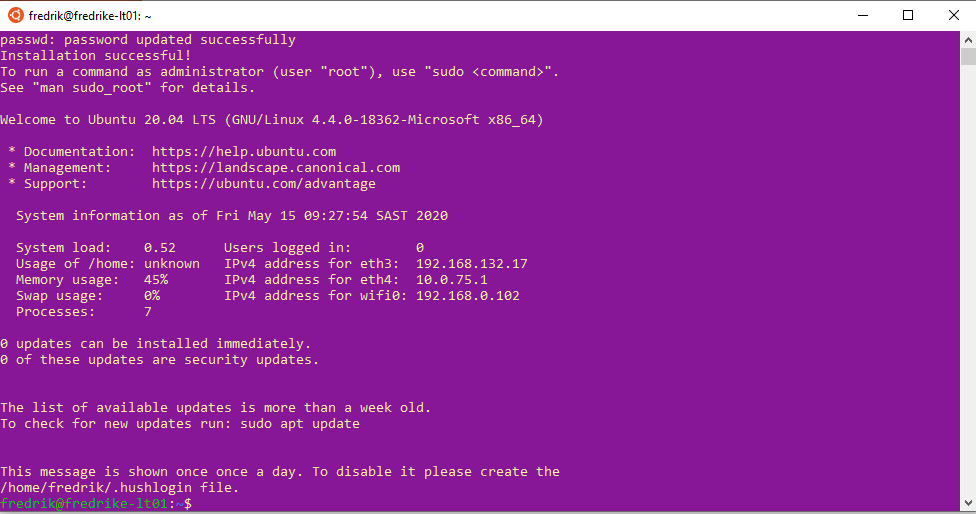 fredrik@fredrike-lt01: ~
passwd: password updated successfully
Installation successful!
To run a command as administrator (user "root"), use "sudo <command>".
See "man sudo_root" for details.

Welcome to Ubuntu 20.04 LTS (GNU/Linux 4.4.0-18362-Microsoft x86_64)

 * Documentation:  https://help.ubuntu.com
 * Management:     https://landscape.canonical.com
 * Support:        https://ubuntu.com/advantage

  System information as of Fri May 15 09:27:54 SAST 2020

  System load:    0.52      Users logged in:        0
  Usage of /home: unknown   IPv4 address for eth3:  192.168.132.17
  Memory usage:   45%       IPv4 address for eth4:  10.0.75.1
  Swap usage:     0%        IPv4 address for wifi0: 192.168.0.102
  Processes:      7

0 updates can be installed immediately.
0 of these updates are security updates.


The list of available updates is more than a week old.
To check for new updates run: sudo apt update


This message is shown once once a day. To disable it please create the
/home/fredrik/.hushlogin file.
fredrik@fredrike-lt01:~$